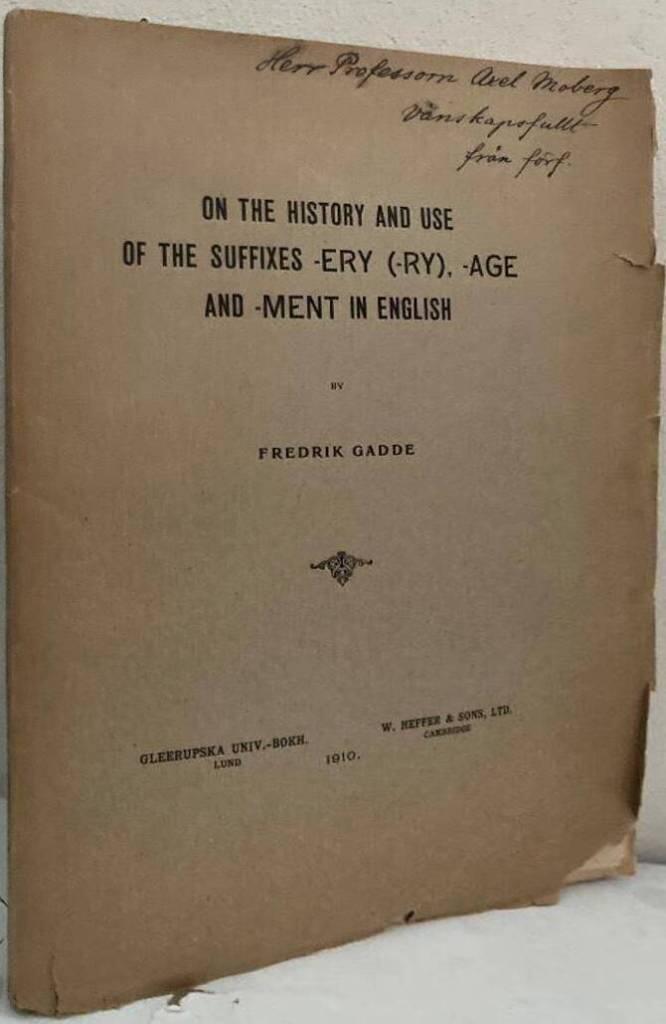 Herr Professorn Axel Moberg
Vänskapsfullt
från förf.
ON THE HISTORY AND USE
OF THE SUFFIXES -ERY (-RY), -AGE
AND -MENT IN ENGLISH
BY
FREDRIK GADDE
GLEERUPSKA UNIV.-BOKH.
LUND
1910.
W. HEFFER & SONS, LTD.
CAMBRIDGE